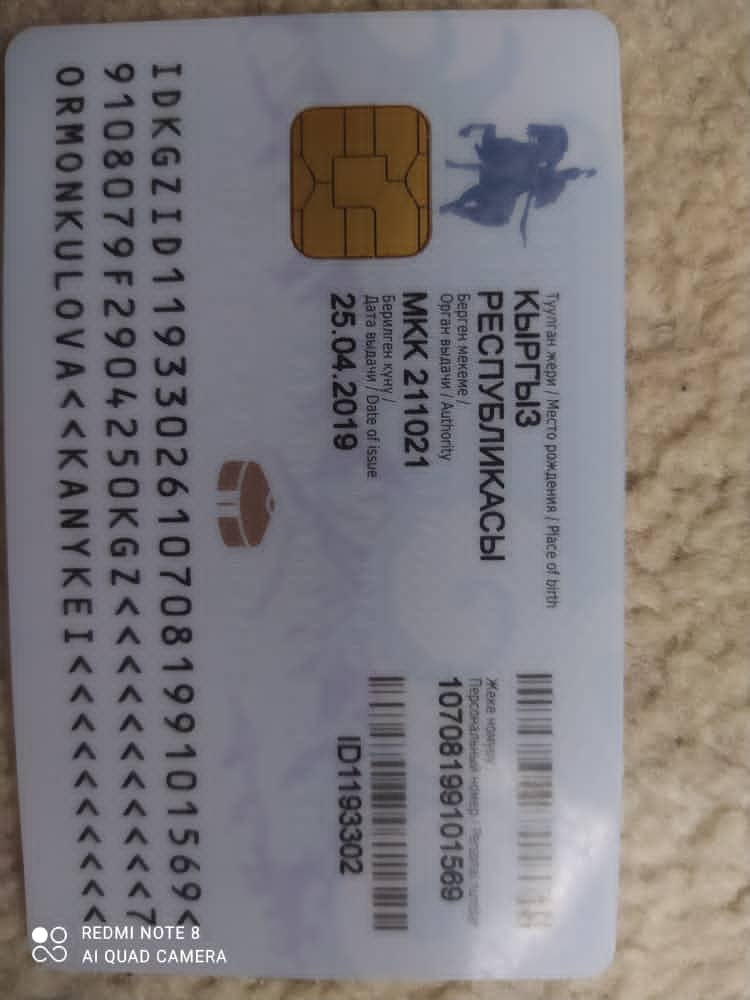 Туулган жери / Место рождения / Place of birth
КЫРГЫЗ
РЕСПУБЛИКАСЫ
Берген мекеме /
Орган выдачи / Authority
МКК 211021
Берилген күнү /
Дата выдачи / Date of issue
25.04.2019
Жеке номуру /
Персональный номер / Personal number
10708199101569
ID1193302
IDKGZID1193302610708199101569<
9108079F2904250KGZ<<<<<<<<<<<7
ORMONKULOVA<<KANYKEI<<<<<<<<<<
REDMI NOTE 8
AI QUAD CAMERA